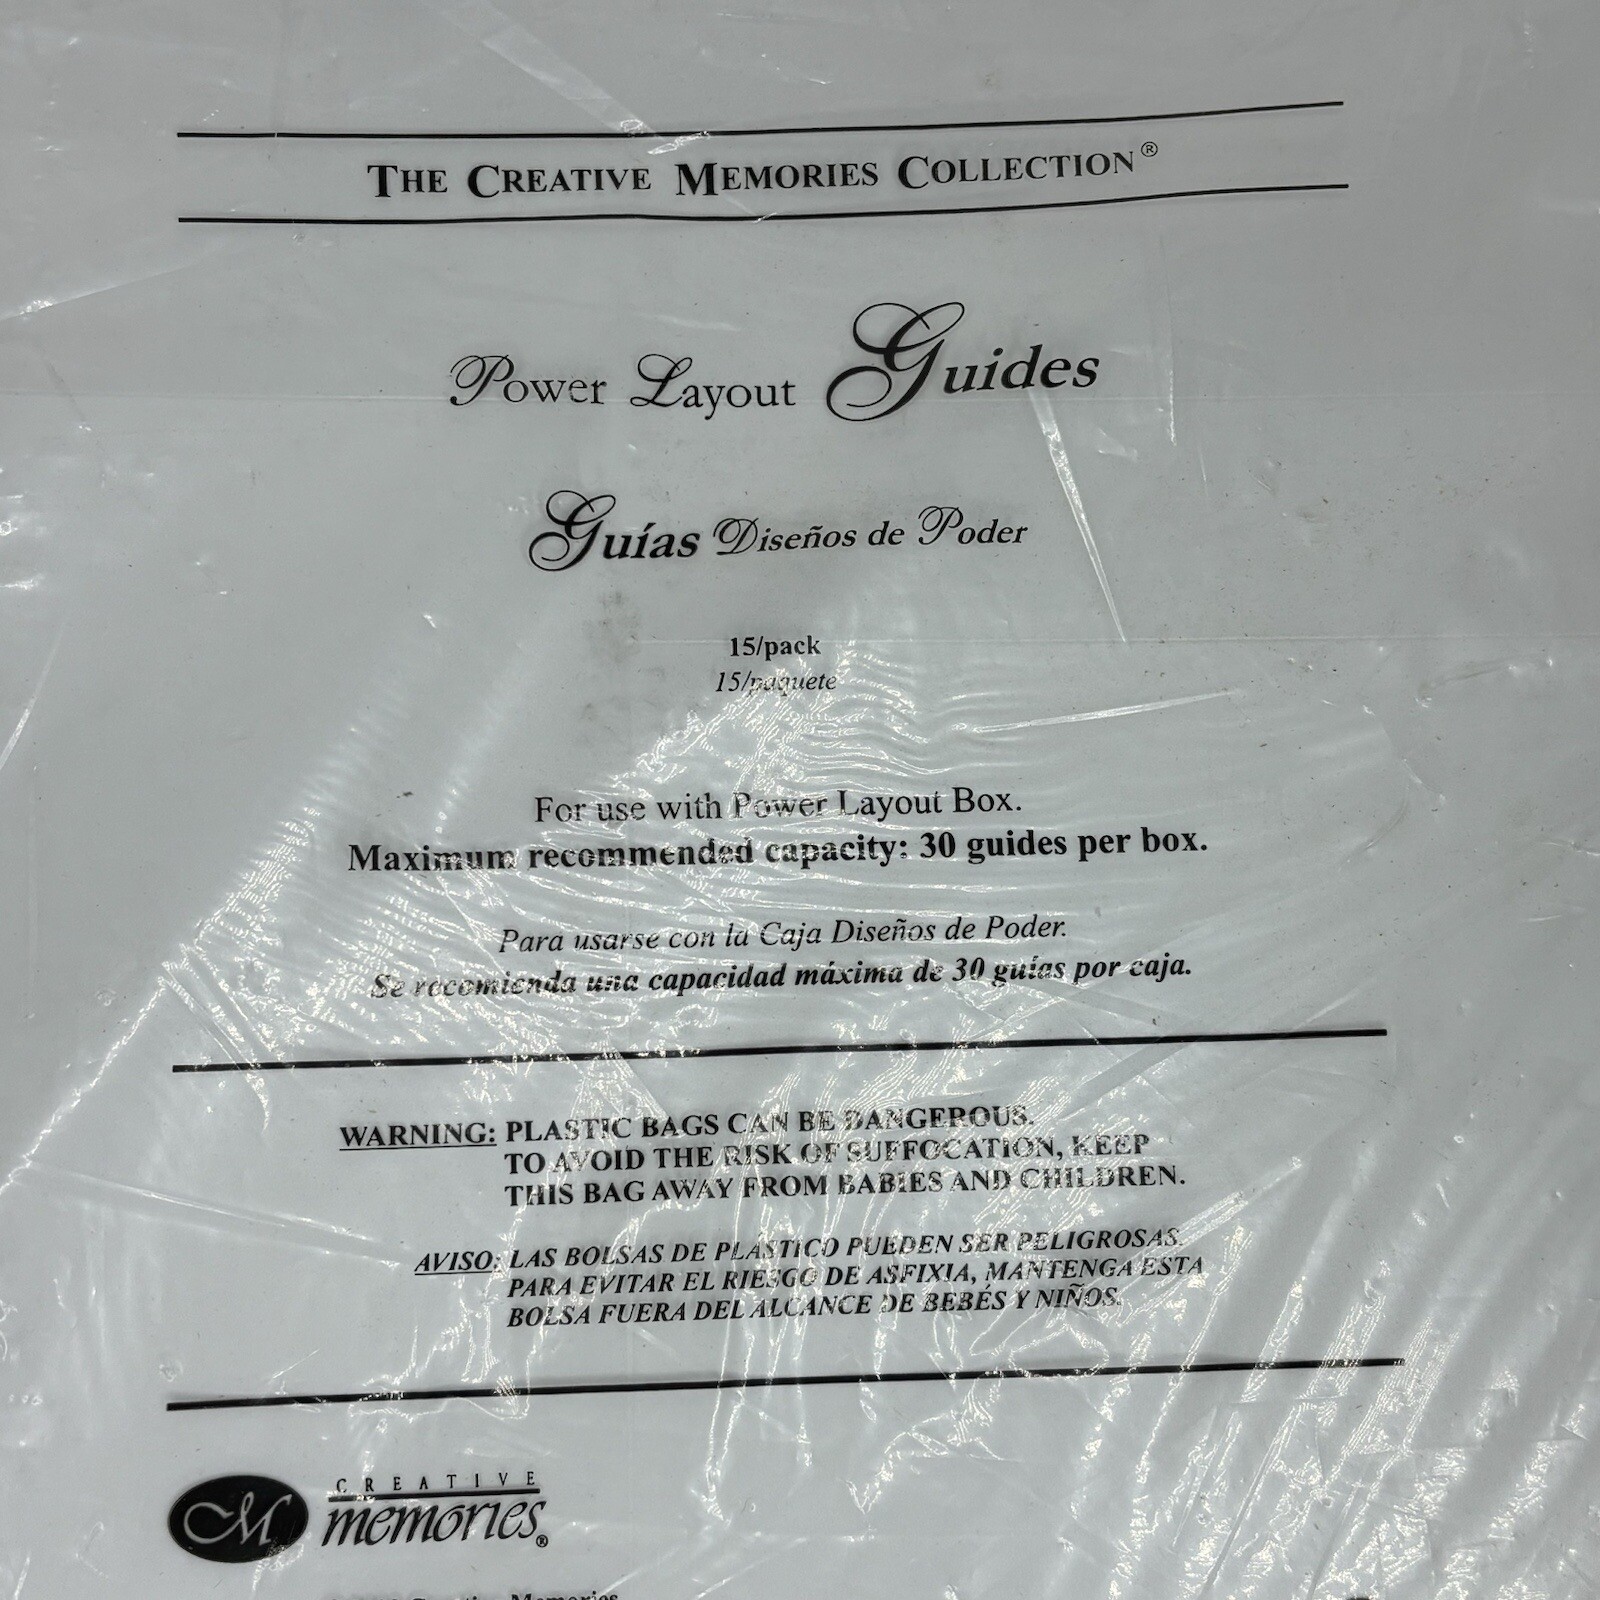 THE CREATIVE MEMORIES COLLECTION®
Power Layout Guides
Guías Diseños de Poder
15/pack
15/paquete
For use with Power Layout Box.
Maximum recommended capacity: 30 guides per box.
Para usarse con la Caja Diseños de Poder.
Se recomienda una capacidad máxima de 30 guías por caja.
WARNING: PLASTIC BAGS CAN BE DANGEROUS.
TO AVOID THE RISK OF SUFFOCATION, KEEP
THIS BAG AWAY FROM BABIES AND CHILDREN.
AVISO: LAS BOLSAS DE PLASTICO PUEDEN SER PELIGROSAS.
PARA EVITAR EL RIESGO DE ASFIXIA, MANTENGA ESTA
BOLSA FUERA DEL ALCANCE DE BEBÉS Y NIÑOS.
CM
CREATIVE
memories®
Creative Memories